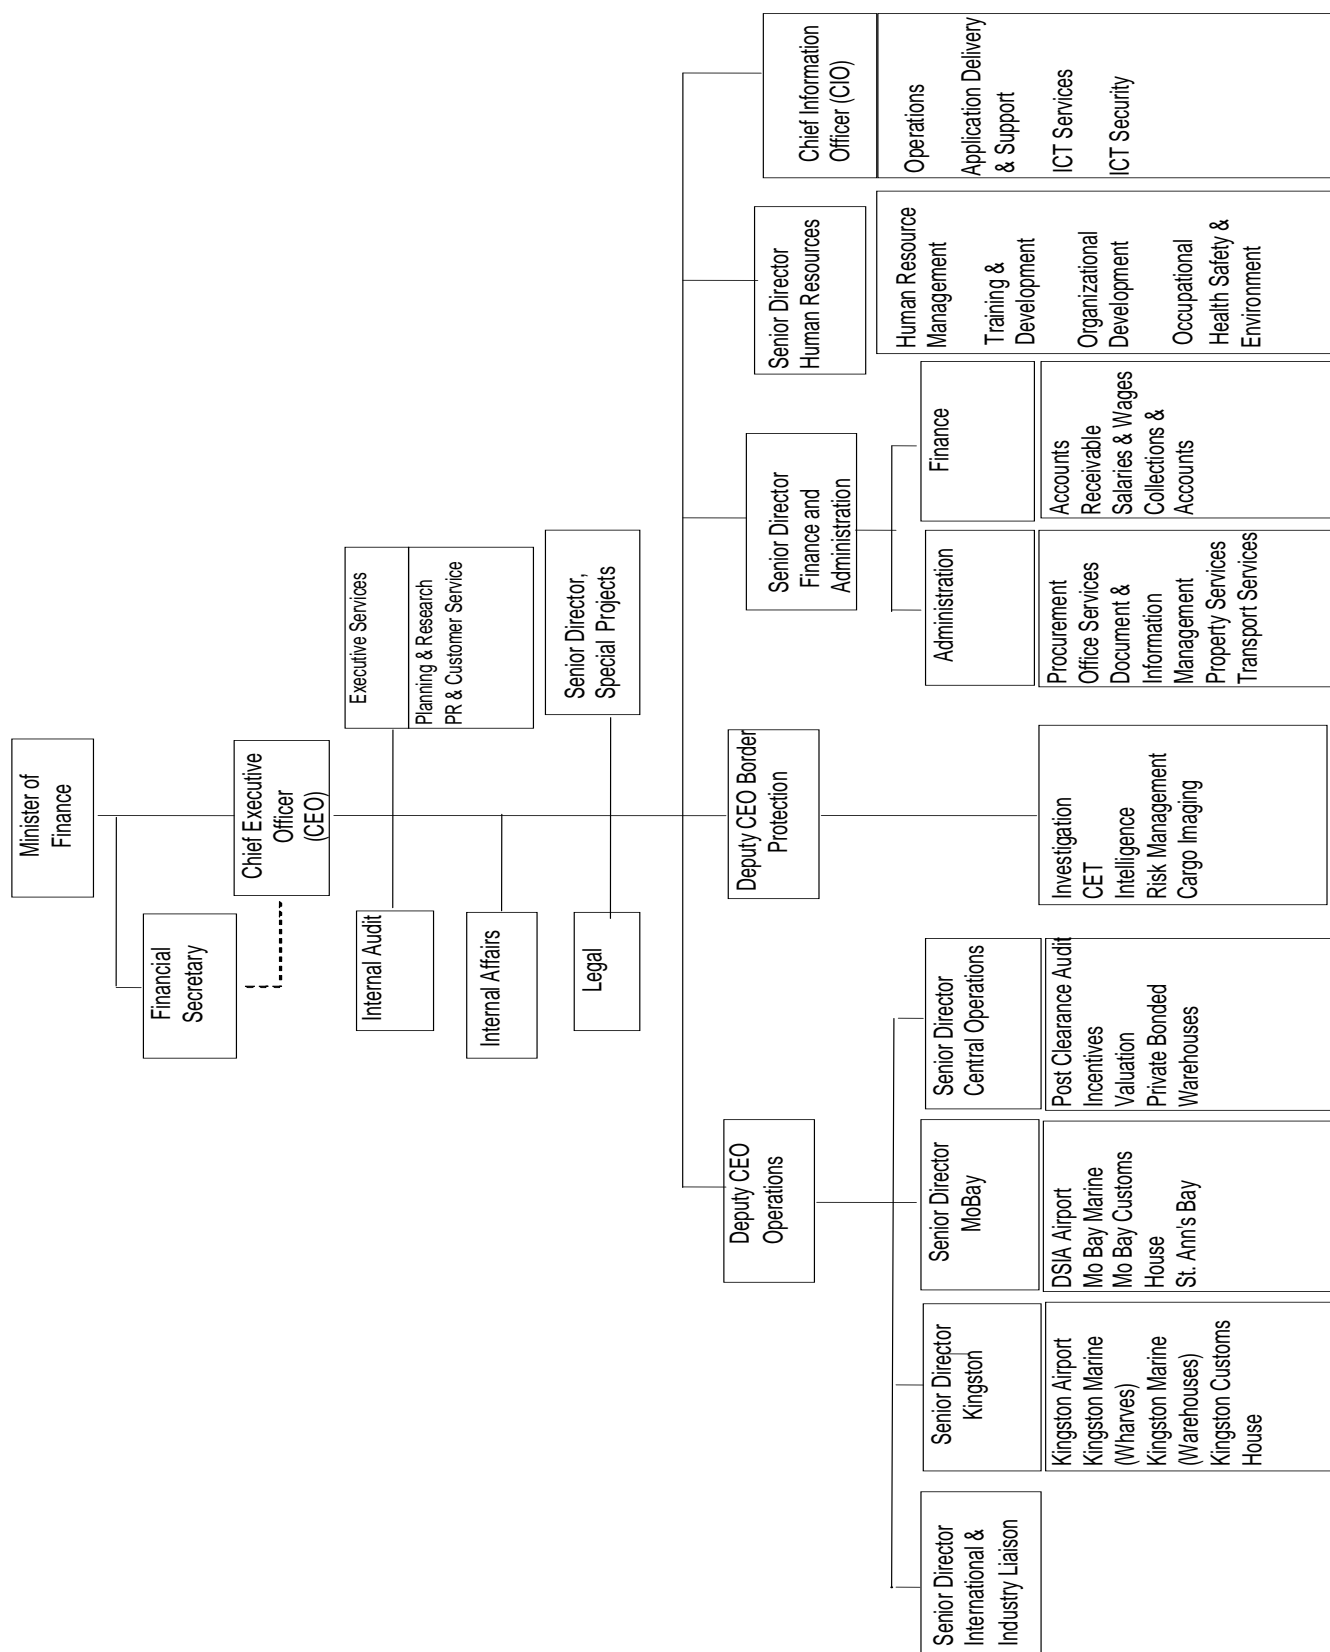 Minister of
Finance
Financial
Secretary
Chief Executive
Officer
(CEO)
Internal Audit
Executive Services
Planning & Research
PR & Customer Service
Internal Affairs
Legal
Senior Director,
Special Projects
Deputy CEO
Operations
Deputy CEO Border
Protection
Senior Director
Finance and
Administration
Senior Director
Human Resources
Chief Information
Officer (CIO)
Senior Director
International &
Industry Liaison
Senior Director
Kingston
Kingston Airport
Kingston Marine
(Wharves)
Kingston Marine
(Warehouses)
Kingston Customs
House
Senior Director
MoBay
DSIA Airport
Mo Bay Marine
Mo Bay Customs
House
St. Ann's Bay
Senior Director
Central Operations
Post Clearance Audit
Incentives
Valuation
Private Bonded
Warehouses
Investigation
CET
Intelligence
Risk Management
Cargo Imaging
Administration
Procurement
Office Services
Document &
Information
Management
Property Services
Transport Services
Finance
Accounts
Receivable
Salaries & Wages
Collections &
Accounts
Human Resource
Management
Training &
Development
Organizational
Development
Occupational
Health Safety &
Environment
Operations
Application Delivery
& Support
ICT Services
ICT Security